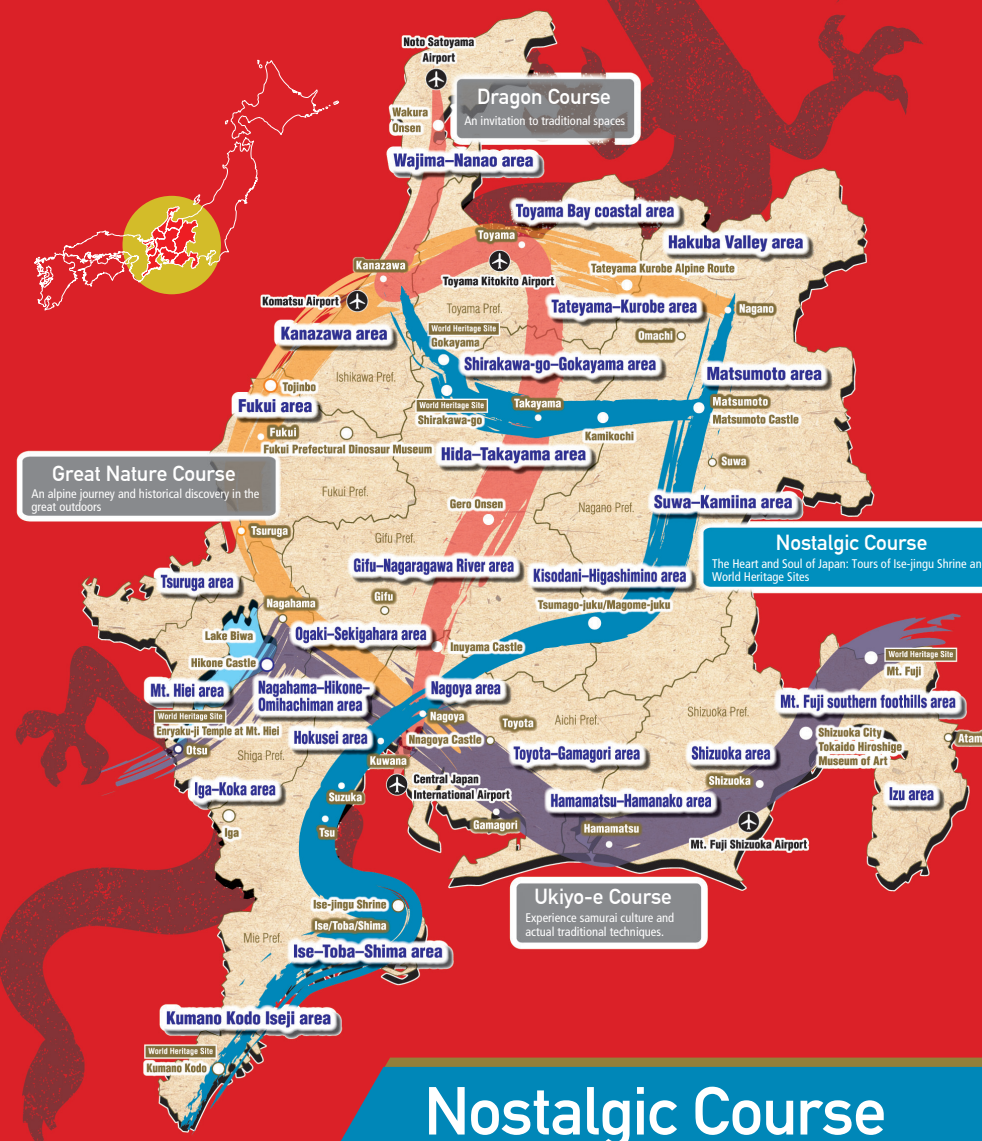 Noto Satoyama
Airport
Dragon Course
An invitation to traditional spaces
Wakura
Onsen
Wajima–Nanao area
Toyama Bay coastal area
Toyama
Hakuba Valley area
Kanazawa
Tateyama Kurobe Alpine Route
Toyama Kitokito Airport
Komatsu Airport
Toyama Pref.
Tateyama–Kurobe area
Nagano
Kanazawa area
World Heritage Site
Gokayama
Omachi
Shirakawa-go–Gokayama area
Matsumoto area
Ishikawa Pref.
Tojinbo
Fukui area
World Heritage Site
Shirakawa-go
Takayama
Matsumoto
Matsumoto Castle
Kamikochi
Fukui
Fukui Prefectural Dinosaur Museum
Hida–Takayama area
Suwa
Great Nature Course
An alpine journey and historical discovery in the
great outdoors
Fukui Pref.
Gero Onsen
Nagano Pref.
Suwa–Kamiina area
Tsuruga
Gifu Pref.
Nostalgic Course
The Heart and Soul of Japan: Tours of Ise-jingu Shrine an
World Heritage Sites
Gifu–Nagaragawa River area
Kisodani–Higashimino area
Tsuruga area
Tsumago-juku/Magome-juku
Gifu
Nagahama
Lake Biwa
Ogaki–Sekigahara area
Inuyama Castle
Hikone Castle
World Heritage Site
Mt. Fuji
Mt. Hiei area
Nagahama–Hikone–
Omihachiman area
Nagoya area
Mt. Fuji southern foothills area
World Heritage Site
Enryaku-ji Temple at Mt. Hiei
Nagoya
Toyota
Aichi Pref.
Shizuoka Pref.
Otsu
Hokusei area
Nnagoya Castle
Shizuoka City
Tokaido Hiroshige
Museum of Art
Atam
Shiga Pref.
Kuwana
Toyota–Gamagori area
Shizuoka area
Iga–Koka area
Central Japan
International Airport
Shizuoka
Suzuka
Hamamatsu–Hamanako area
Izu area
Iga
Tsu
Gamagori
Hamamatsu
Mt. Fuji Shizuoka Airport
Ukiyo-e Course
Experience samurai culture and
actual traditional techniques.
Ise-jingu Shrine
Ise/Toba/Shima
Mie Pref.
Ise–Toba–Shima area
Kumano Kodo Iseji area
World Heritage Site
Kumano Kodo
Nostalgic Course